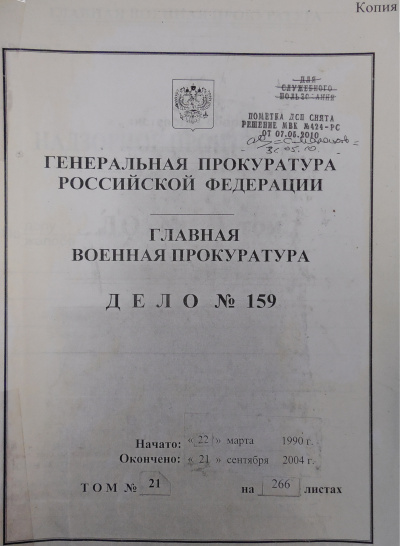 Копия
ДЛЯ
СЛУЖЕБНОГО
ПОЛЬЗОВАНИЯ
ПОМЕТКА ДСП СНЯТА
РЕШЕНИЕ МВК №424-РС
ОТ 07.05.2010
ГЕНЕРАЛЬНАЯ ПРОКУРАТУРА
РОССИЙСКОЙ ФЕДЕРАЦИИ
ГЛАВНАЯ
ВОЕННАЯ ПРОКУРАТУРА
ДЕЛО № 159
Начато: « 22 » марта 1990 г.
Окончено: « 21 » сентября 2004 г.
ТОМ № 21 на 266 листах